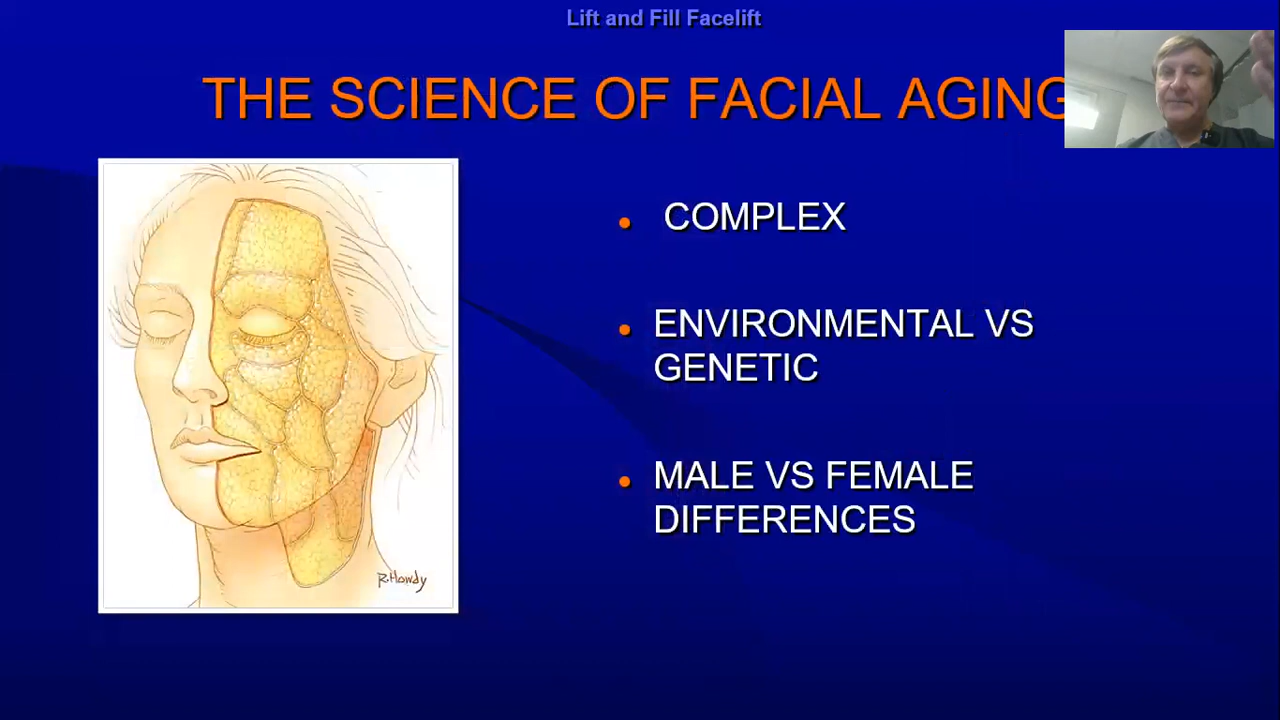 Lift and Fill Facelift
THE SCIENCE OF FACIAL AGING
COMPLEX
ENVIRONMENTAL VS
GENETIC
MALE VS FEMALE
DIFFERENCES
R.Howdy